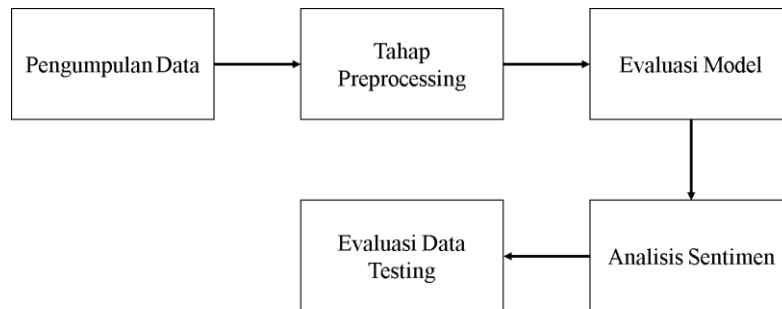 Pengumpulan Data
Tahap
Preprocessing
Evaluasi Model
Analisis Sentimen
Evaluasi Data
Testing